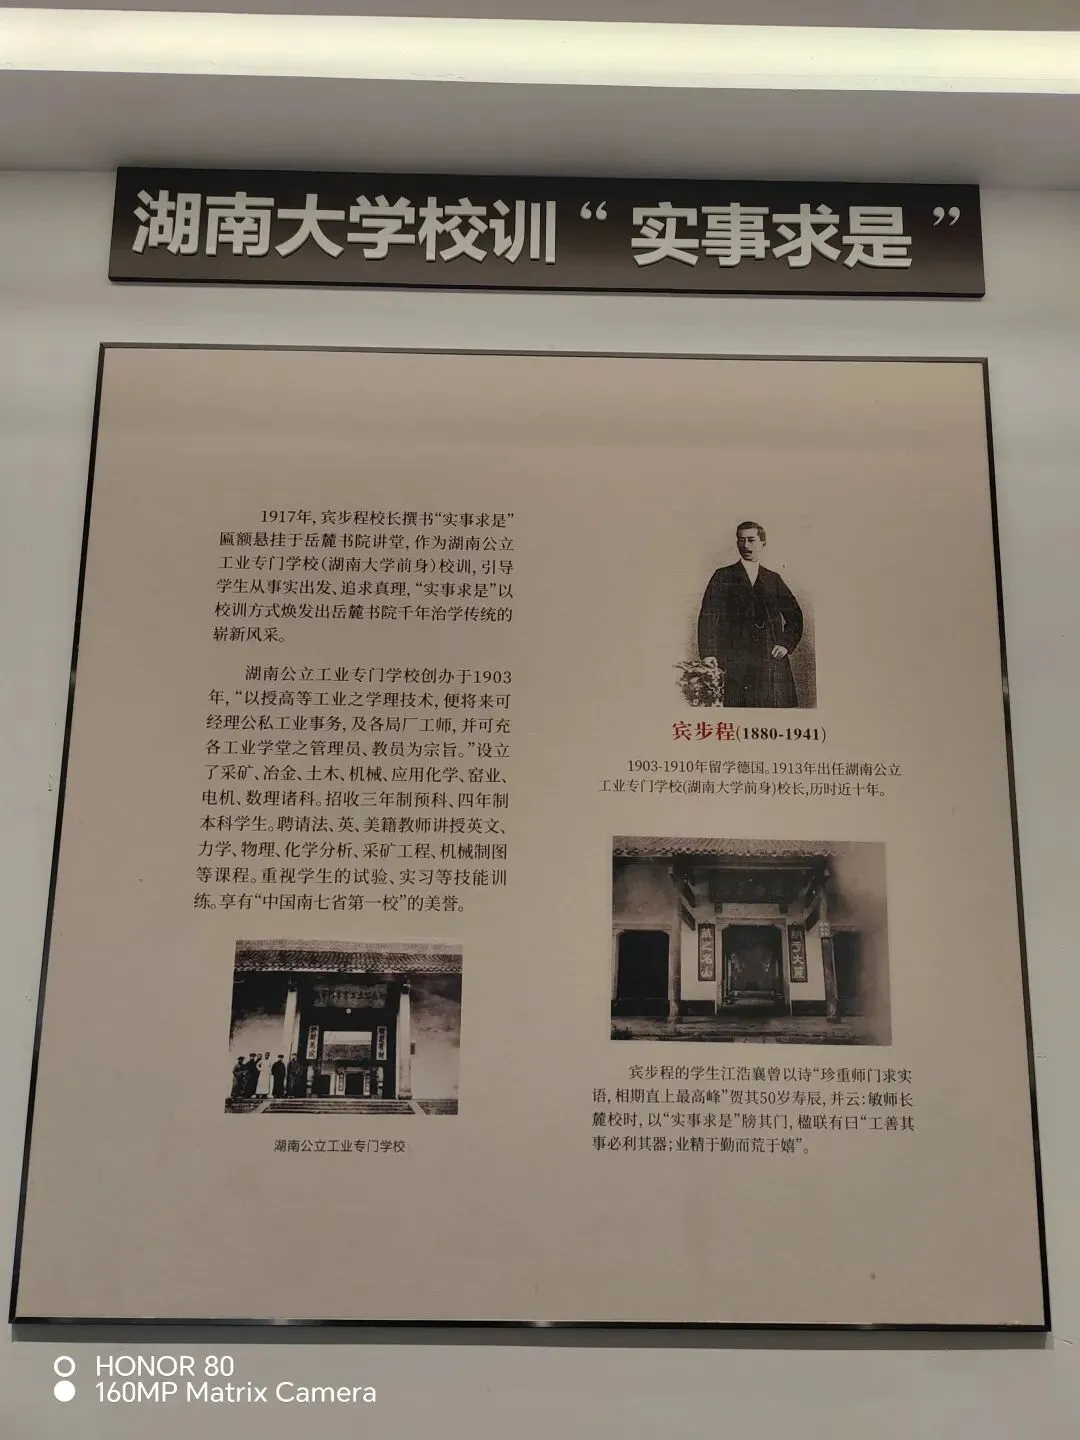 湖南大学校训“实事求是”
1917年,宾步程校长撰书“实事求是”
匾额悬挂于岳麓书院讲堂,作为湖南公立
工业专门学校(湖南大学前身)校训,引导
学生从事实出发、追求真理,“实事求是”以
校训方式焕发出岳麓书院千年治学传统的
崭新风采。
湖南公立工业专门学校创办于1903
年,“以授高等工业之学理技术,便将来可
经理公私工业事务,及各局厂工师,并可充
各工业学堂之管理员、教员为宗旨。”设立
了采矿、冶金、土木、机械、应用化学、窑业、
电机、数理诸科。招收三年制预科、四年制
本科学生。聘请法、英、美籍教师讲授英文、
力学、物理、化学分析、采矿工程、机械制图
等课程。重视学生的试验、实习等技能训
练。享有“中国南七省第一校”的美誉。
湖南公立工业专门学校
宾步程(1880-1941)
1903-1910年留学德国。1913年出任湖南公立
工业专门学校(湖南大学前身)校长,历时近十年。
于大麓
之名山
宾步程的学生江浩襄曾以诗“珍重师门求实
语,相期直上最高峰”贺其50岁寿辰,并云:敏师长
麓校时,以“实事求是”膀其门,楹联有曰“工善其
事必利其器;业精于勤而荒于嬉”。
HONOR 80
160MP Matrix Camera